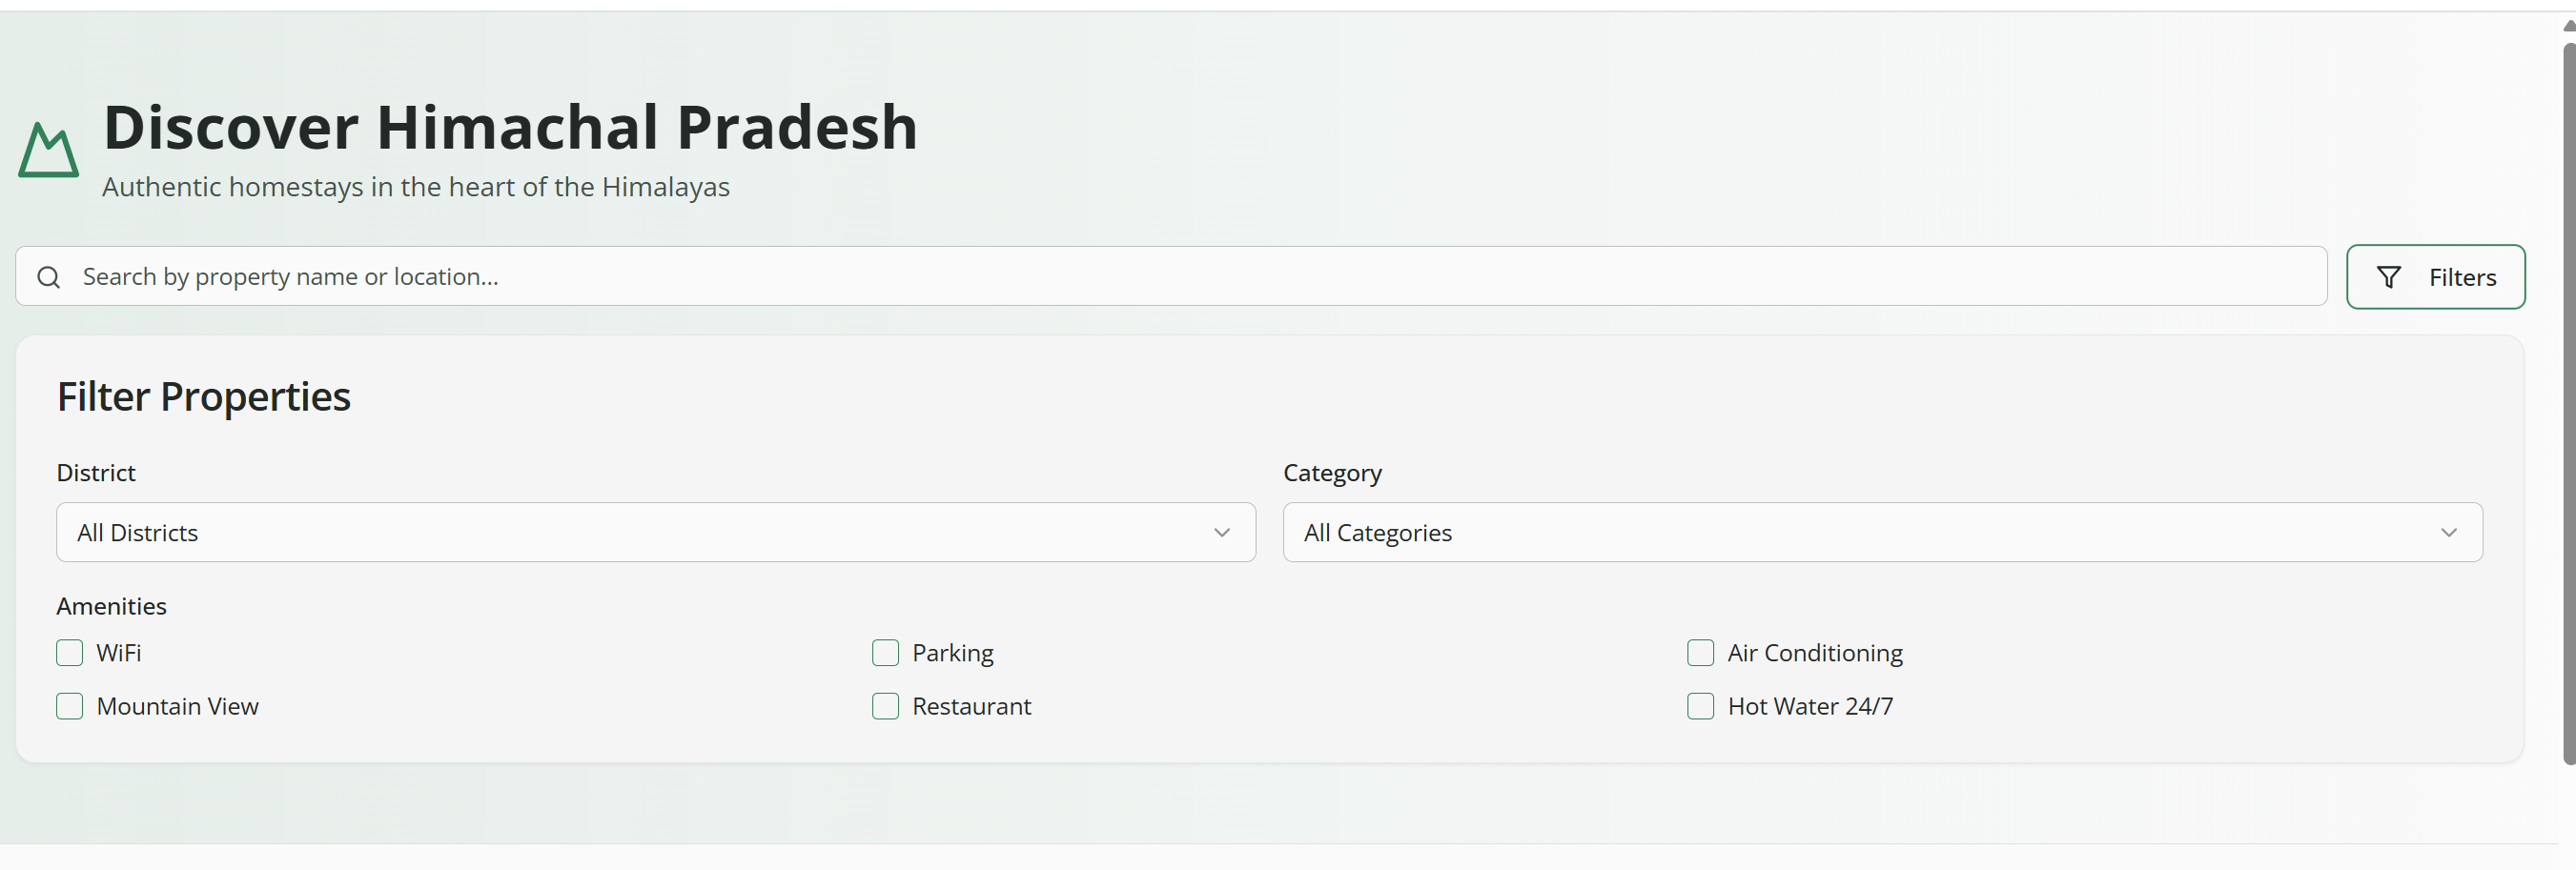 Discover Himachal Pradesh
Authentic homestays in the heart of the Himalayas
Search by property name or location...
Filters
Filter Properties
District
Category
All Districts
All Categories
Amenities
WiFi
Parking
Air Conditioning
Mountain View
Restaurant
Hot Water 24/7